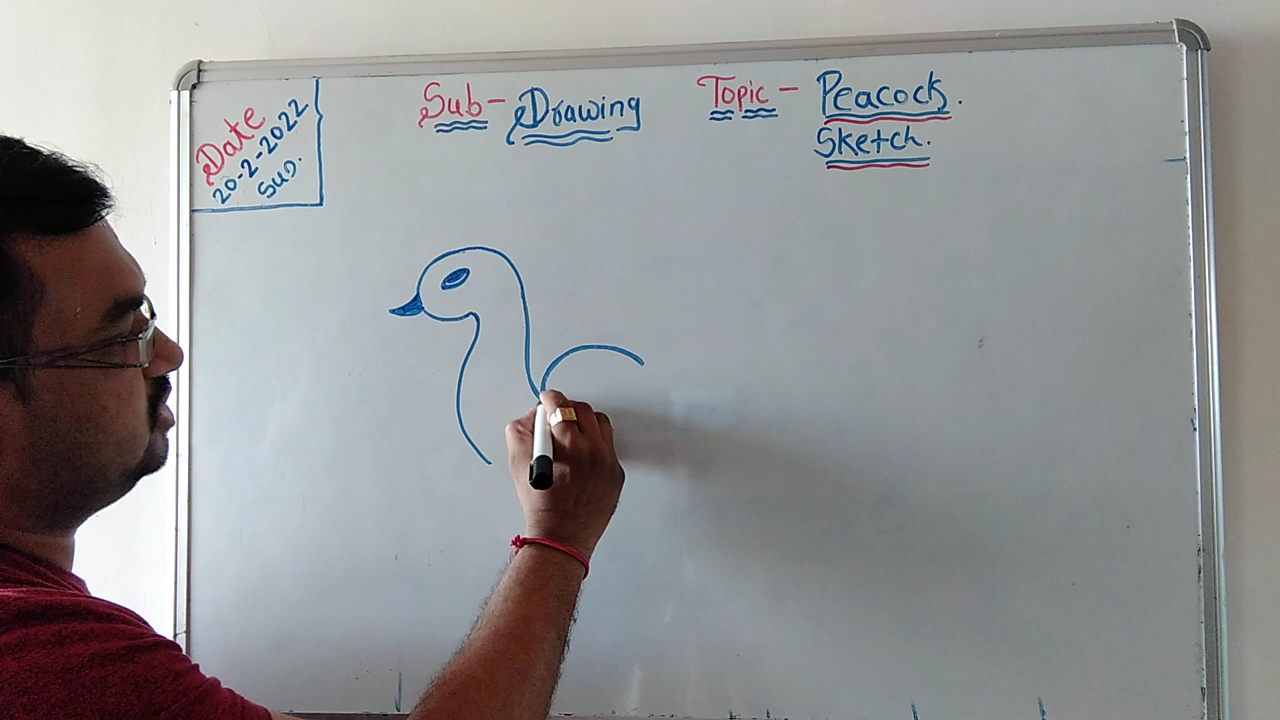 Date
20-2-2022
Sun.
Sub- Drawing
Topic - Peacock.
Sketch.